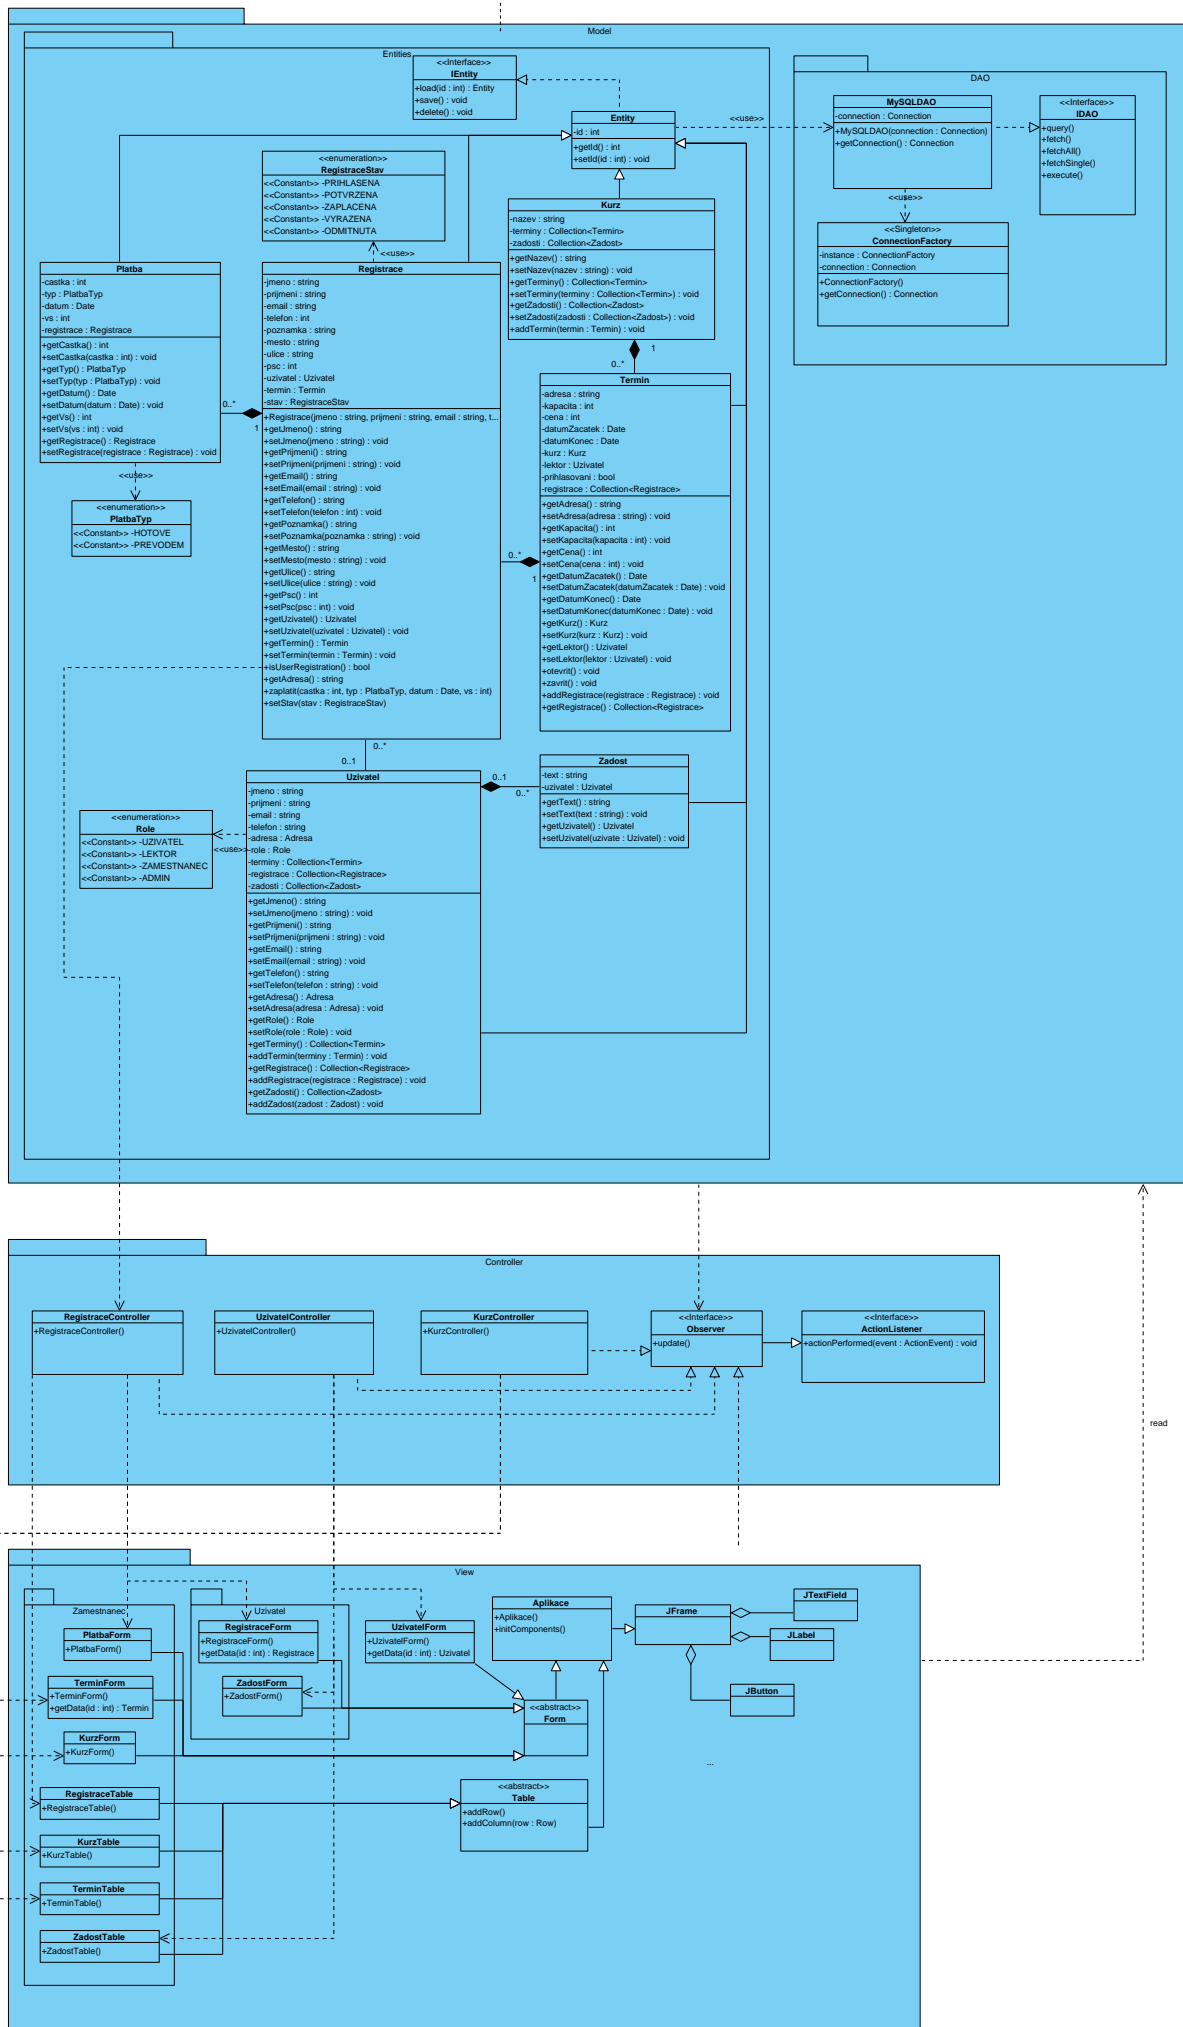 Model
Entities
<<Interface>>
IEntity
+load(id : int) : Entity
+save() : void
+delete() : void
Entity
-id : int
+getId() : int
+setId(id : int) : void
<<use>>
DAO
MySQLDAO
-connection : Connection
+MySQLDAO(connection : Connection)
+getConnection() : Connection
<<Interface>>
IDAO
+query()
+fetch()
+fetchAll()
+fetchSingle()
+execute()
<<use>>
<<Singleton>>
ConnectionFactory
-instance : ConnectionFactory
-connection : Connection
+ConnectionFactory()
+getConnection() : Connection
<<enumeration>>
RegistraceStav
<<Constant>> -PRIHLASENA
<<Constant>> -POTVRZENA
<<Constant>> -ZAPLACENA
<<Constant>> -VYRAZENA
<<Constant>> -ODMITNUTA
<<use>>
Kurz
-nazev : string
-terminy : Collection<Termin>
-zadosti : Collection<Zadost>
+getNazev() : string
+setNazev(nazev : string) : void
+getTerminy() : Collection<Termin>
+setTerminy(terminy : Collection<Termin>) : void
+getZadosti() : Collection<Zadost>
+setZadosti(zadosti : Collection<Zadost>) : void
+addTermin(termin : Termin) : void
1
0..*
Platba
-castka : int
-typ : PlatbaTyp
-datum : Date
-vs : int
-registrace : Registrace
+getCastka() : int
+setCastka(castka : int) : void
+getTyp() : PlatbaTyp
+setTyp(typ : PlatbaTyp) : void
+getDatum() : Date
+setDatum(datum : Date) : void
+getVs() : int
+setVs(vs : int) : void
+getRegistrace() : Registrace
+setRegistrace(registrace : Registrace) : void
0..*
1
<<use>>
<<enumeration>>
PlatbaTyp
<<Constant>> -HOTOVE
<<Constant>> -PREVODEM
Registrace
-jmeno : string
-prijmeni : string
-email : string
-telefon : int
-poznamka : string
-mesto : string
-ulice : string
-psc : int
-uzivatel : Uzivatel
-termin : Termin
-stav : RegistraceStav
+Registrace(jmeno : string, prijmeni : string, email : string, t...
+getJmeno() : string
+setJmeno(jmeno : string) : void
+getPrijmeni() : string
+setPrijmeni(prijmeni : string) : void
+getEmail() : string
+setEmail(email : string) : void
+getTelefon() : string
+setTelefon(telefon : int) : void
+getPoznamka() : string
+setPoznamka(poznamka : string) : void
+getMesto() : string
+setMesto(mesto : string) : void
+getUlice() : string
+setUlice(ulice : string) : void
+getPsc() : int
+setPsc(psc : int) : void
+getUzivatel() : Uzivatel
+setUzivatel(uzivatel : Uzivatel) : void
+getTermin() : Termin
+setTermin(termin : Termin) : void
+isUserRegistration() : bool
+getAdresa() : string
+zaplatit(castka : int, typ : PlatbaTyp, datum : Date, vs : int)
+setStav(stav : RegistraceStav)
0..*
1
Termin
-adresa : string
-kapacita : int
-cena : int
-datumZacatek : Date
-datumKonec : Date
-kurz : Kurz
-lektor : Uzivatel
-prihlasovani : bool
-registrace : Collection<Registrace>
+getAdresa() : string
+setAdresa(adresa : string) : void
+getKapacita() : int
+setKapacita(kapacita : int) : void
+getCena() : int
+setCena(cena : int) : void
+getDatumZacatek() : Date
+setDatumZacatek(datumZacatek : Date) : void
+getDatumKonec() : Date
+setDatumKonec(datumKonec : Date) : void
+getKurz() : Kurz
+setKurz(kurz : Kurz) : void
+getLektor() : Uzivatel
+setLektor(lektor : Uzivatel) : void
+otevrit() : void
+zavrit() : void
+addRegistrace(registrace : Registrace) : void
+getRegistrace() : Collection<Registrace>
0..*
0..1
Zadost
-text : string
-uzivatel : Uzivatel
+getText() : string
+setText(text : string) : void
+getUzivatel() : Uzivatel
+setUzivatel(uzivate : Uzivatel) : void
0..1
0..*
<<enumeration>>
Role
<<Constant>> -UZIVATEL
<<Constant>> -LEKTOR
<<Constant>> -ZAMESTNANEC
<<Constant>> -ADMIN
<<use>>
Uzivatel
-jmeno : string
-prijmeni : string
-email : string
-telefon : string
-adresa : Adresa
-role : Role
-terminy : Collection<Termin>
-registrace : Collection<Registrace>
-zadosti : Collection<Zadost>
+getJmeno() : string
+setJmeno(jmeno : string) : void
+getPrijmeni() : string
+setPrijmeni(prijmeni : string) : void
+getEmail() : string
+setEmail(email : string) : void
+getTelefon() : string
+setTelefon(telefon : string) : void
+getAdresa() : Adresa
+setAdresa(adresa : Adresa) : void
+getRole() : Role
+setRole(role : Role) : void
+getTerminy() : Collection<Termin>
+addTermin(terminy : Termin) : void
+getRegistrace() : Collection<Registrace>
+addRegistrace(registrace : Registrace) : void
+getZadosti() : Collection<Zadost>
+addZadost(zadost : Zadost) : void
Controller
RegistraceController
+RegistraceController()
UzivatelController
+UzivatelController()
KurzController
+KurzController()
<<Interface>>
Observer
+update()
<<Interface>>
ActionListener
+actionPerformed(event : ActionEvent) : void
read
View
Zamestnanec
PlatbaForm
+PlatbaForm()
TerminForm
+TerminForm()
+getData(id : int) : Termin
KurzForm
+KurzForm()
RegistraceTable
+RegistraceTable()
KurzTable
+KurzTable()
TerminTable
+TerminTable()
ZadostTable
+ZadostTable()
Uzivatel
RegistraceForm
+RegistraceForm()
+getData(id : int) : Registrace
ZadostForm
+ZadostForm()
UzivatelForm
+UzivatelForm()
+getData(id : int) : Uzivatel
Aplikace
+Aplikace()
+initComponents()
<<abstract>>
Form
<<abstract>>
Table
+addRow()
+addColumn(row : Row)
JFrame
JTextField
JLabel
JButton
...